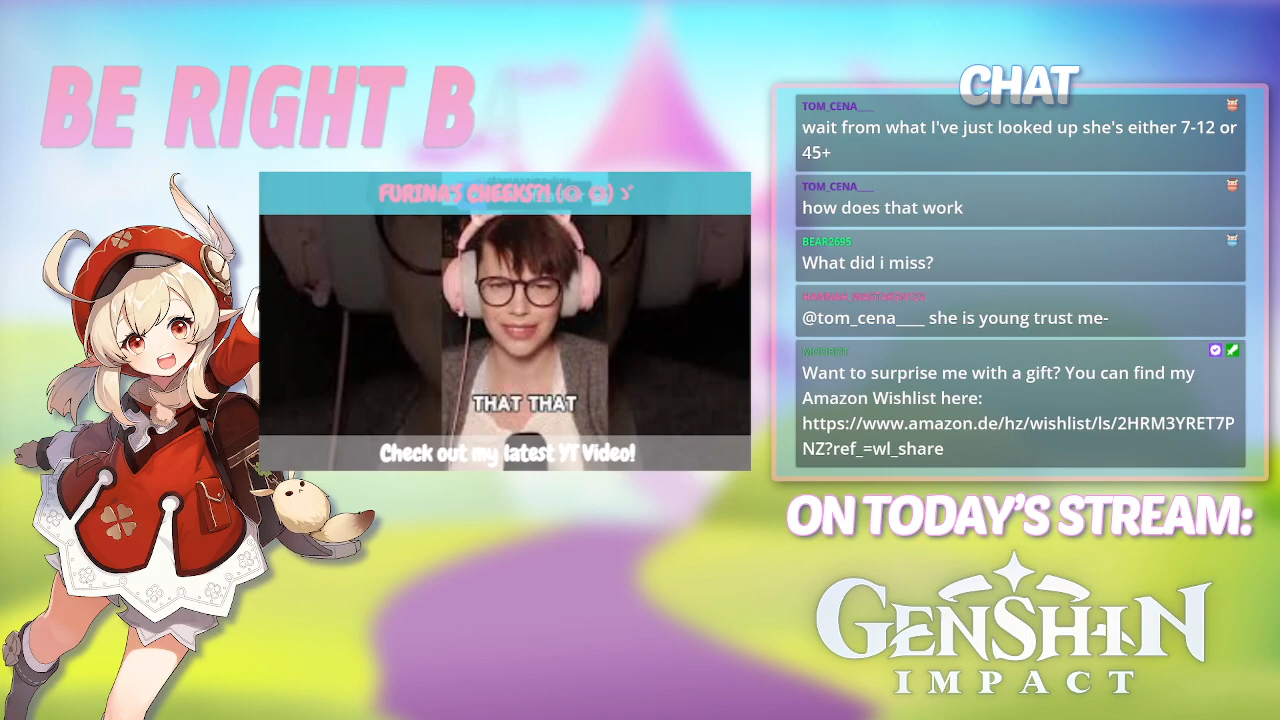 BE RIGHT B
FURINA'S CHEEKS?!
THAT THAT
Check out my latest YT Video!
CHAT
TOM_CENA____
wait from what I've just looked up she's either 7-12 or
45+
TOM_CENA____
how does that work
BEAR2695
What did i miss?
@tom_cena____ she is young trust me-
Want to surprise me with a gift? You can find my
Amazon Wishlist here:
https://www.amazon.de/hz/wishlist/ls/2HRM3YRET7P
NZ?ref_=wl_share
ON TODAY'S STREAM:
GENSHIN
IMPACT